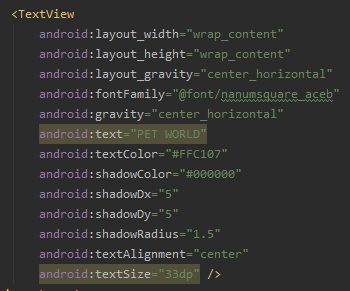 <TextView
android:layout_width="wrap_content"
android:layout_height="wrap_content"
android:layout_gravity="center_horizontal"
android:fontFamily="@font/nanumsquare_aceb"
android:gravity="center_horizontal"
android:text="PET WORLD"
android:textColor="#FFC107"
android:shadowColor="#000000"
android:shadowDx="5"
android:shadowDy="5"
android:shadowRadius="1.5"
android:textAlignment="center"
android:textSize="33dp" />